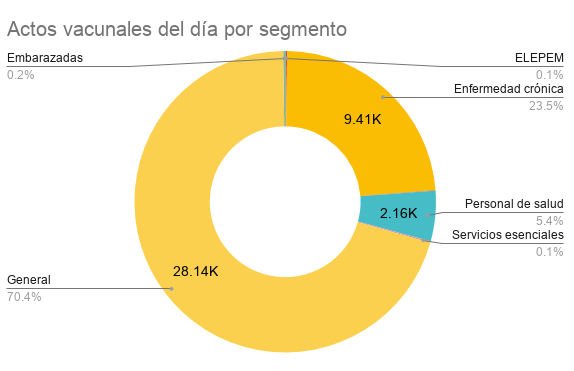 Actos vacunales del día por segmento
Embarazadas
0.2%
ELEPEM
0.1%
Enfermedad crónica
23.5%
9.41K
Personal de salud
5.4%
2.16K
Servicios esenciales
0.1%
General
70.4%
28.14K